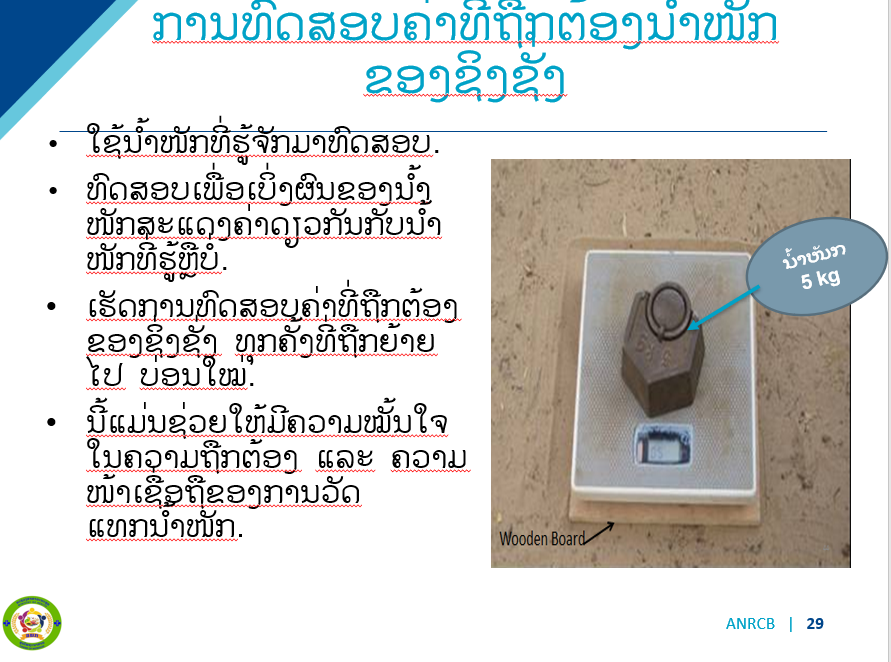 ການທົດສອບຄ່າທີ່ຖືກຕ້ອງນ້ຳໜັກ
ຂອງຊິງຊັ່ງ
• ໃຊ້ນ້ຳໜັກທີ່ຮູ້ຈັກມາທົດສອບ.
• ທົດສອບເພື່ອເບິ່ງຜົນຂອງນ້ຳ
ໜັກສະແດງຄ່າດຽວກັນກັບນ້ຳ
ໜັກທີ່ຮູ້ຫຼືບໍ່.
• ເຮັດການທົດສອບຄ່າທີ່ຖືກຕ້ອງ
ຂອງຊິ່ງຊັ່ງ ທຸກຄັ້ງທີ່ຖືກຍ້າຍ
ໄປ ບ່ອນໃໝ່.
• ນີ້ແມ່ນຊ່ວຍໃຫ້ມີຄວາມໝັ້ນໃຈ
ໃນຄວາມຖືກຕ້ອງ ແລະ ຄວາມ
ໜ້າເຊື່ອຖືຂອງການວັດ
ແທກນ້ຳໜັກ.
ນ້ຳໜັກ
5 kg
Wooden Board
ANRCB | 29